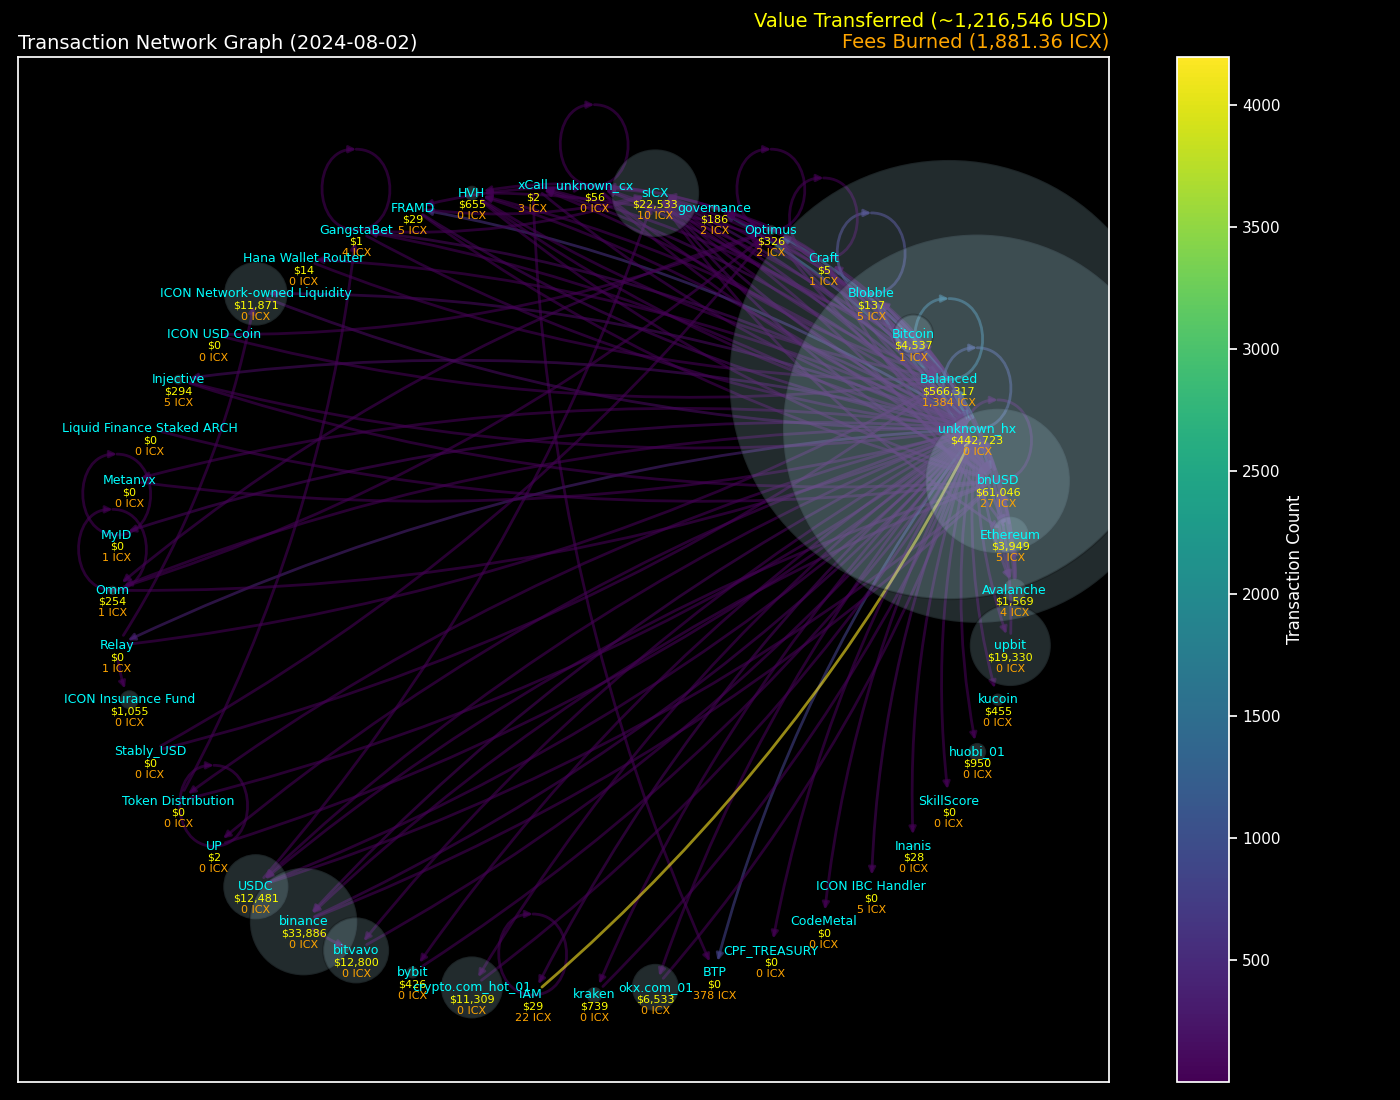 Value Transferred (~1,216,546 USD)
Transaction Network Graph (2024-08-02)
Fees Burned (1,881.36 ICX)
HVH
$655
0 ICX
xCall
$2
3 ICX
unknown_cx
$56
0 ICX
sICX
$22,533
10 ICX
FRAMD
$29
5 ICX
governance
$186
2 ICX
GangstaBet
$1
4 ICX
Optimus
$326
2 ICX
Hana Wallet Router
$14
0 ICX
Craft
$5
1 ICX
ICON Network-owned Liquidity
$11,871
0 ICX
Blobble
$137
5 ICX
ICON USD Coin
$0
0 ICX
Bitcoin
$4,537
1 ICX
Injective
$294
5 ICX
Balanced
$566,317
1,384 ICX
Liquid Finance Staked ARCH
$0
0 ICX
unknown_hx
$442,723
0 ICX
Metanyx
$0
0 ICX
bnUSD
$61,046
27 ICX
MyID
$0
1 ICX
Ethereum
$3,949
5 ICX
Omm
$254
1 ICX
Avalanche
$1,569
4 ICX
Relay
$0
1 ICX
upbit
$19,330
0 ICX
ICON Insurance Fund
$1,055
0 ICX
kucoin
$455
0 ICX
Stably_USD
$0
0 ICX
huobi_01
$950
0 ICX
Token Distribution
$0
0 ICX
SkillScore
$0
0 ICX
UP
$2
0 ICX
Inanis
$28
0 ICX
USDC
$12,481
0 ICX
ICON IBC Handler
$0
5 ICX
binance
$33,886
0 ICX
CodeMetal
$0
0 ICX
bitvavo
$12,800
0 ICX
CPF_TREASURY
$0
0 ICX
bybit
$426
0 ICX
BTP
$0
378 ICX
crypto.com_hot_01
$11,309
0 ICX
IAM
$29
22 ICX
kraken
$739
0 ICX
okx.com_01
$6,533
0 ICX
4000
3500
3000
2500
2000
1500
1000
500
Transaction Count